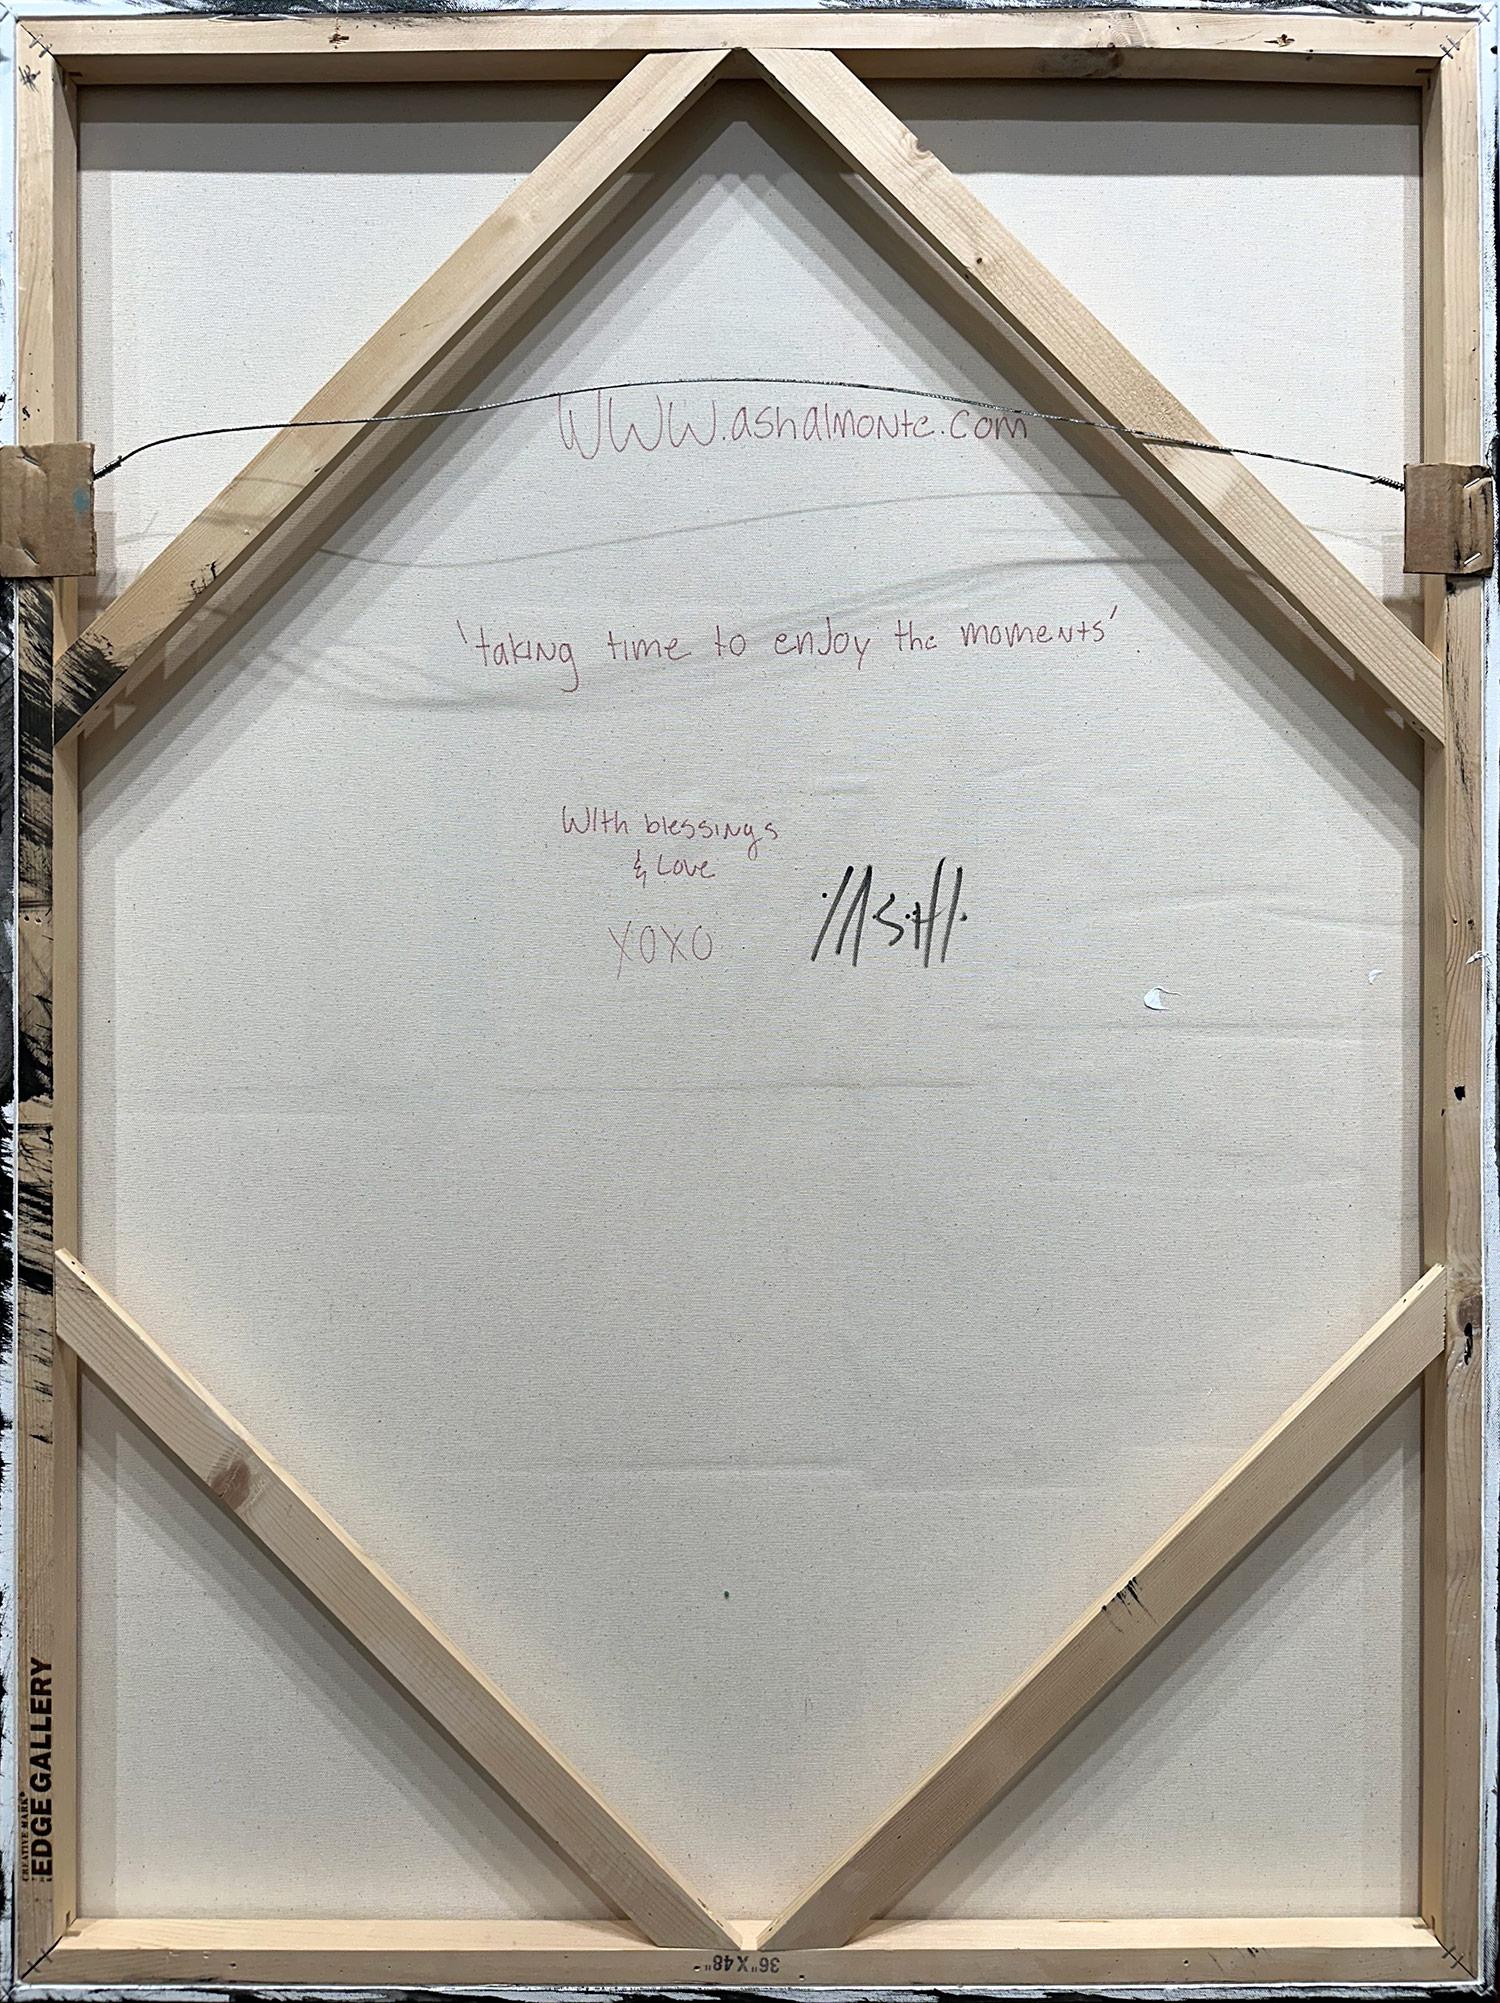 www.ashalmonte.com
'taking time to enjoy the moments'
With blessings
& Love
XOXO
CREATIVE MARK®
EDGE GALLERY
36"X48"